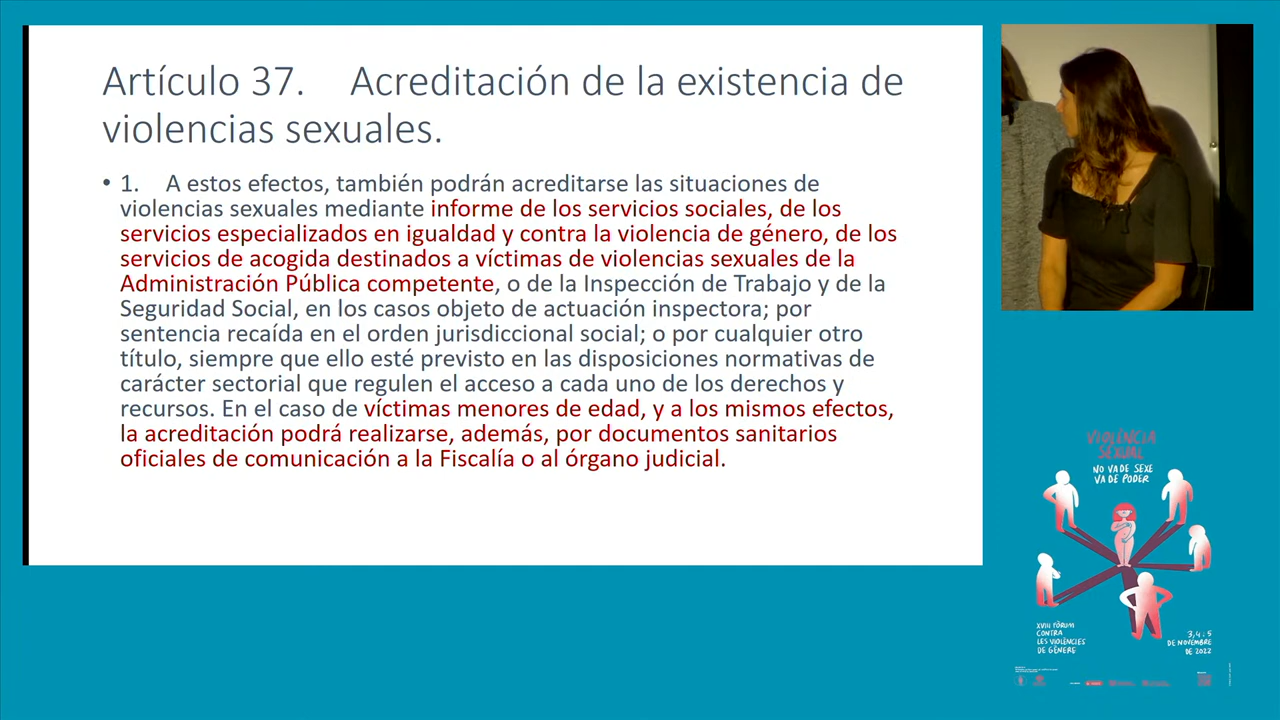 Artículo 37. Acreditación de la existencia de
violencias sexuales.
• 1. A estos efectos, también podrán acreditarse las situaciones de
violencias sexuales mediante informe de los servicios sociales, de los
servicios especializados en igualdad y contra la violencia de género, de los
servicios de acogida destinados a víctimas de violencias sexuales de la
Administración Pública competente, o de la Inspección de Trabajo y de la
Seguridad Social, en los casos objeto de actuación inspectora; por
sentencia recaída en el orden jurisdiccional social; o por cualquier otro
título, siempre que ello esté previsto en las disposiciones normativas de
carácter sectorial que regulen el acceso a cada uno de los derechos y
recursos. En el caso de víctimas menores de edad, y a los mismos efectos,
la acreditación podrá realizarse, además, por documentos sanitarios
oficiales de comunicación a la Fiscalía o al órgano judicial.
VIOLÈNCIA
SEXUAL
NO VA DE SEXE
VA DE PODER
XVIII FÒRUM
CONTRA
LES VIOLÈNCIES
DE GÈNERE
3, 4 i 5
DE NOVEMBRE
DE 2022